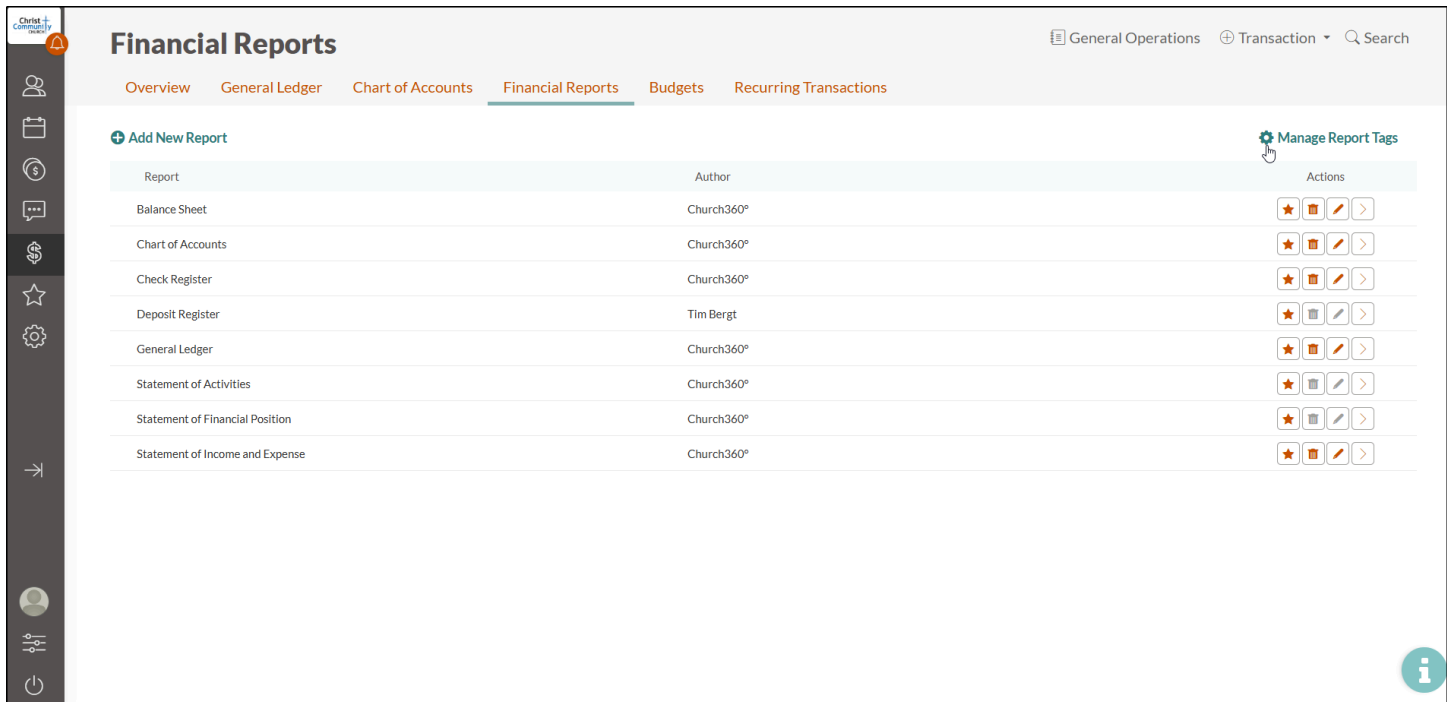 Christ
Community
CHURCH
Financial Reports
General Operations Transaction Search
Overview General Ledger Chart of Accounts Financial Reports Budgets Recurring Transactions
Add New Report Manage Report Tags
Report Author Actions
Balance Sheet Church360°
Chart of Accounts Church360°
Check Register Church360°
Deposit Register Tim Bergt
General Ledger Church360°
Statement of Activities Church360°
Statement of Financial Position Church360°
Statement of Income and Expense Church360°